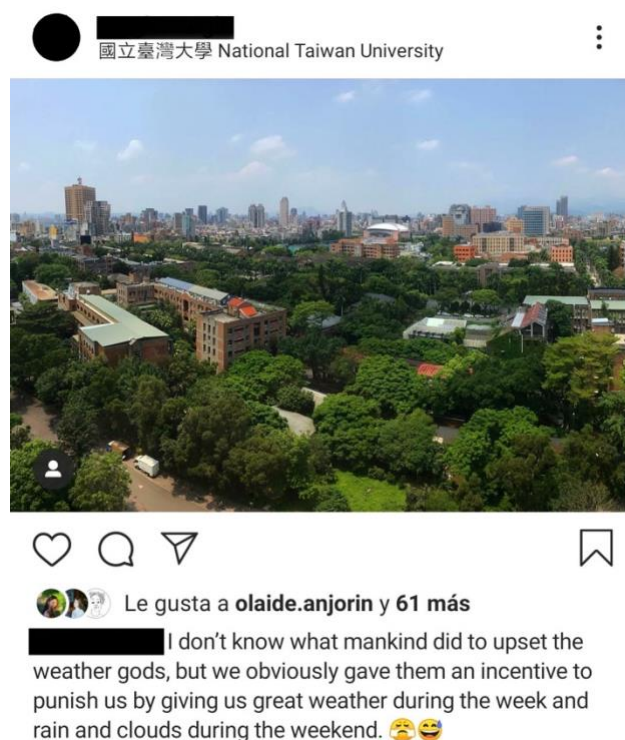 國立臺灣大學 National Taiwan University
Le gusta a olaide.anjorin y 61 más
I don’t know what mankind did to upset the
weather gods, but we obviously gave them an incentive to
punish us by giving us great weather during the week and
rain and clouds during the weekend. 😤😅